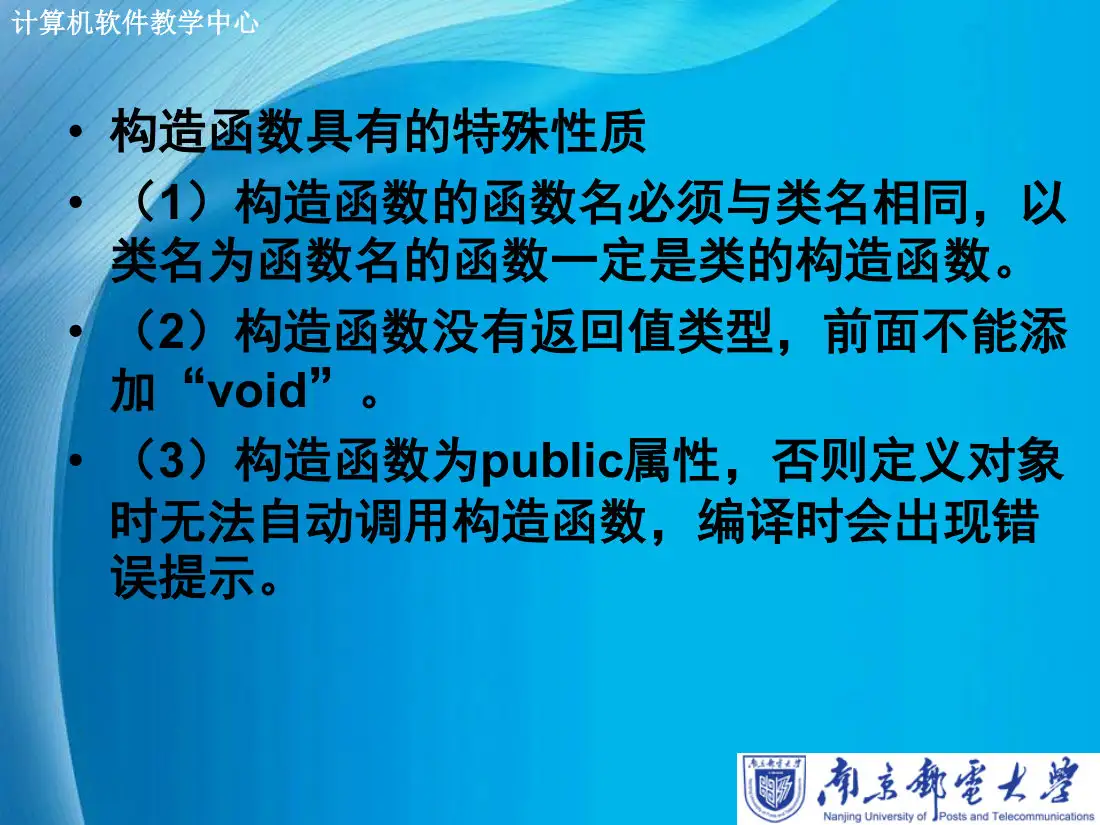 计算机软件教学中心
• 构造函数具有的特殊性质
• （1）构造函数的函数名必须与类名相同，以
类名为函数名的函数一定是类的构造函数。
• （2）构造函数没有返回值类型，前面不能添
加“void”。
• （3）构造函数为public属性，否则定义对象
时无法自动调用构造函数，编译时会出现错
误提示。
南京郵電大學
Nanjing University of Posts and Telecommunications